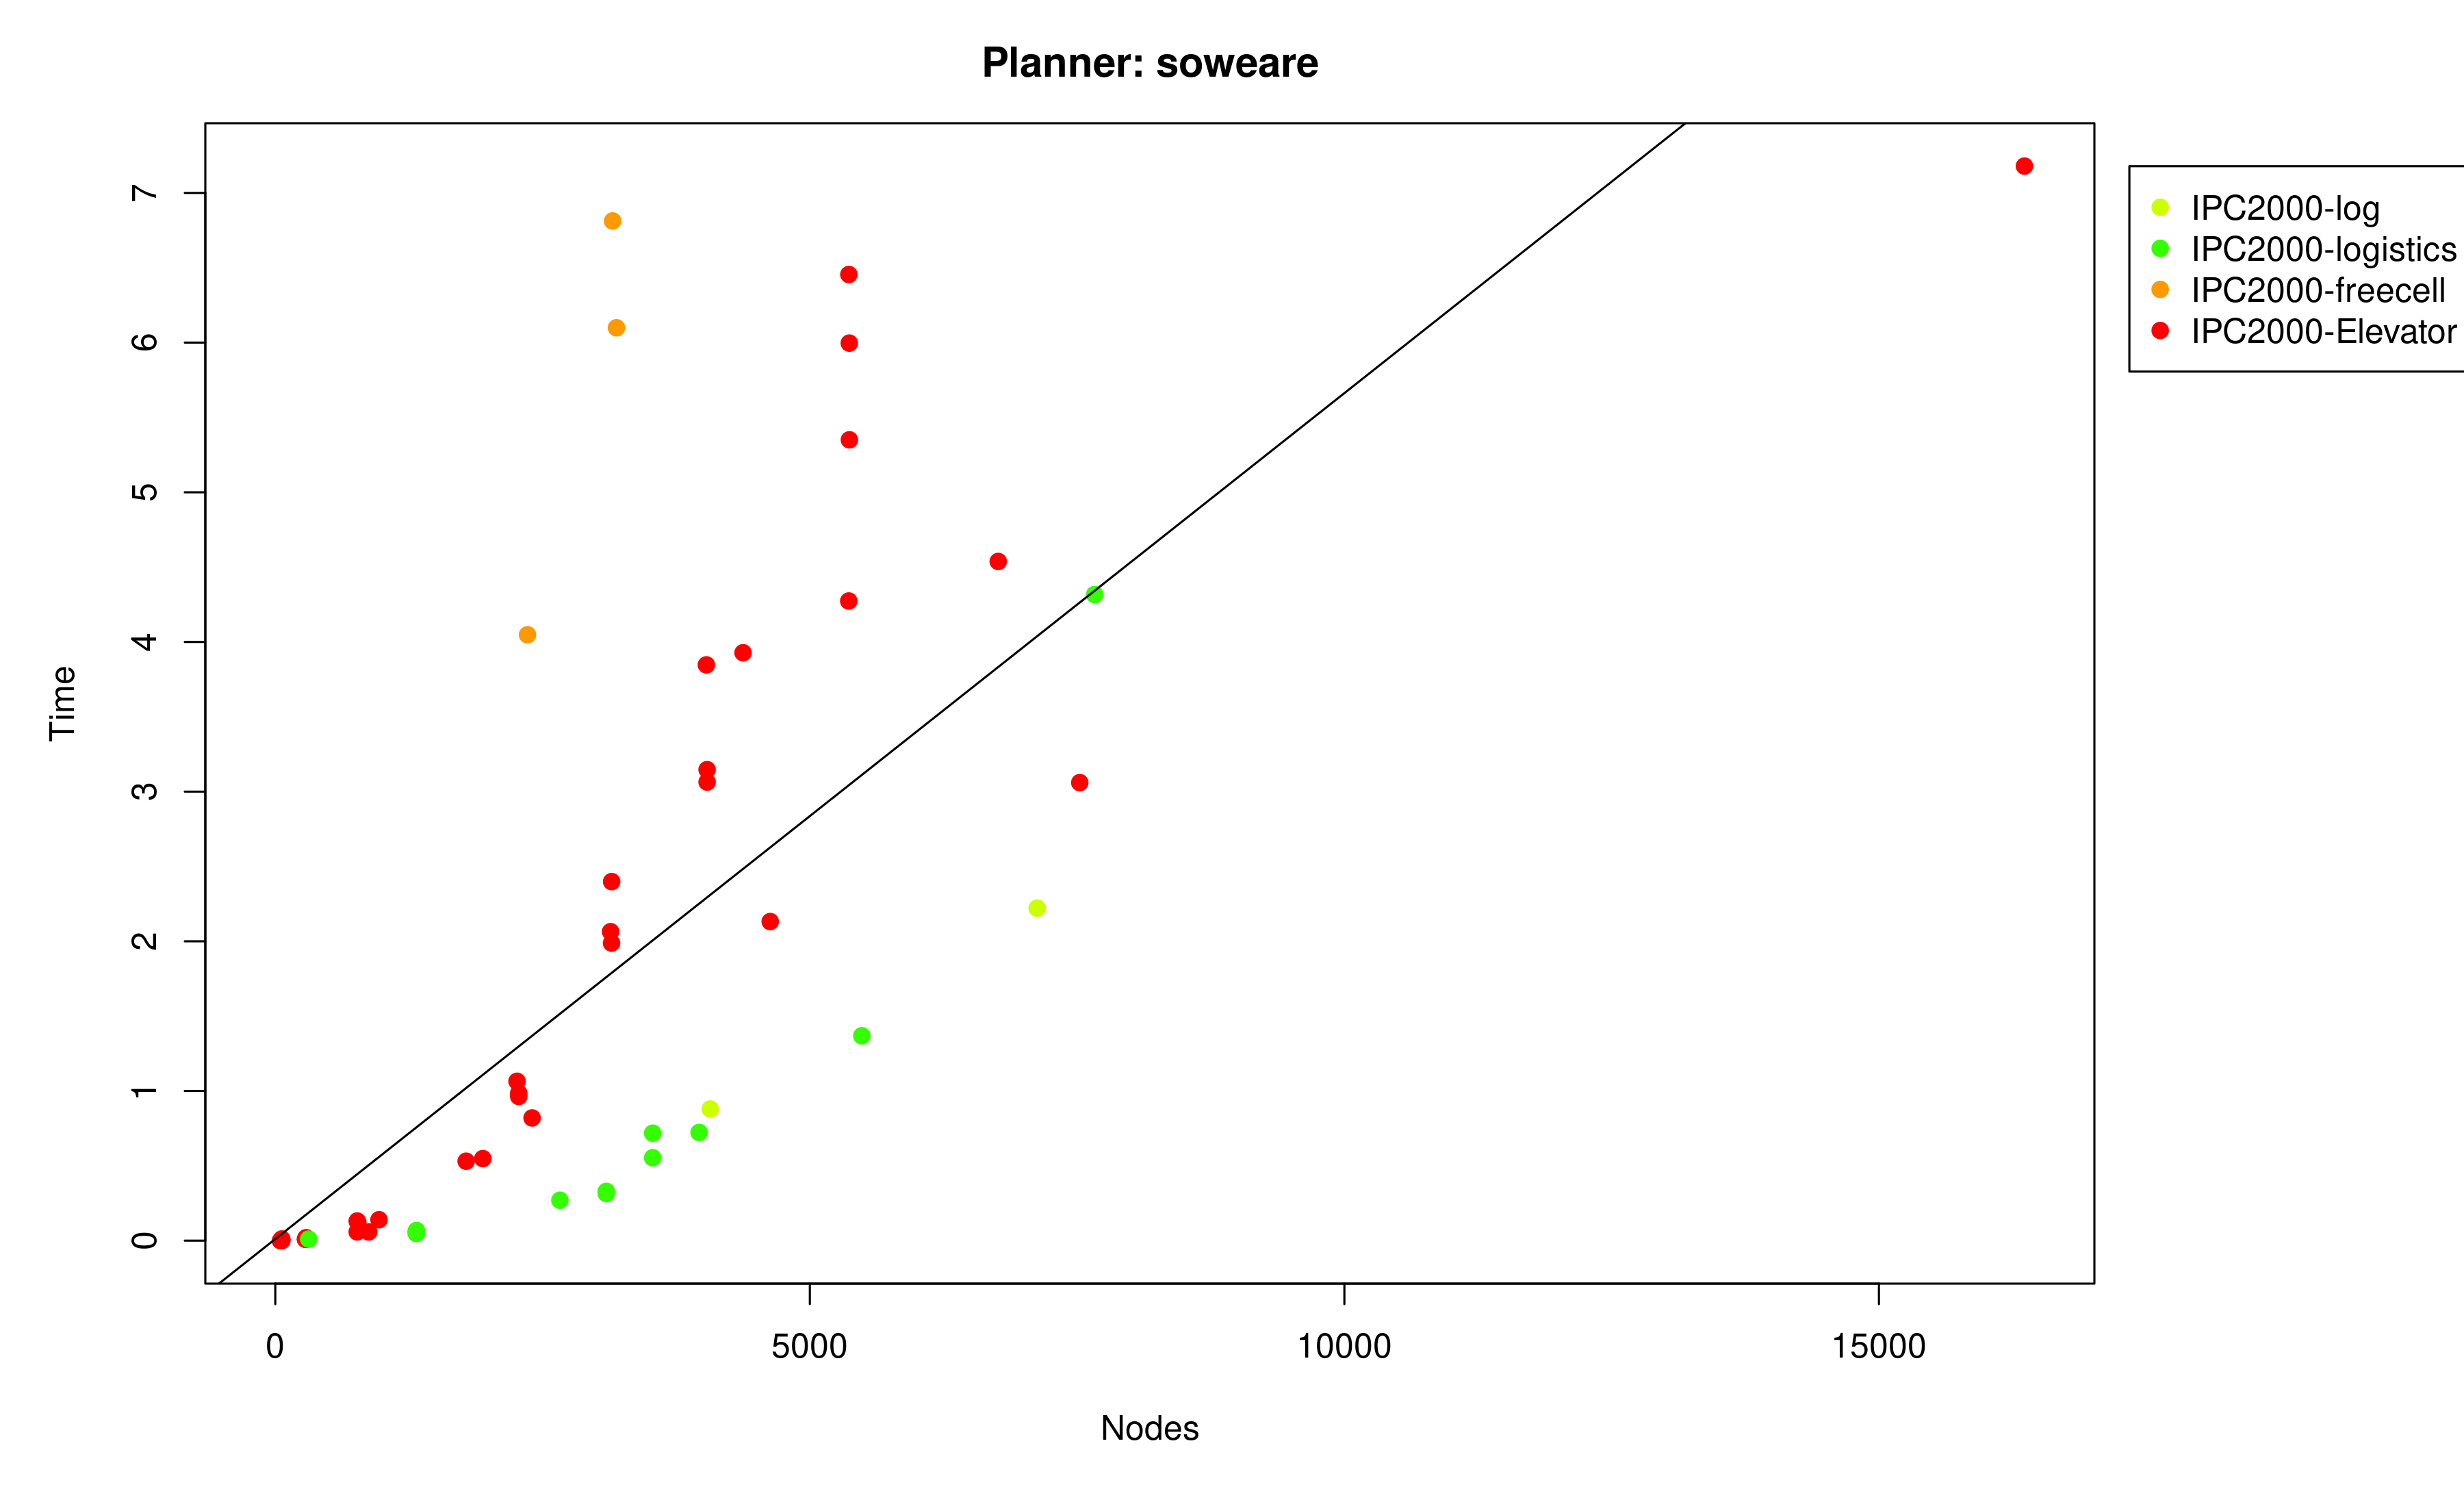 Planner: soweare
7
6
5
4
3
2
1
0
Time
0 5000 10000 15000
Nodes
IPC2000-log
IPC2000-logistics
IPC2000-freecell
IPC2000-Elevator